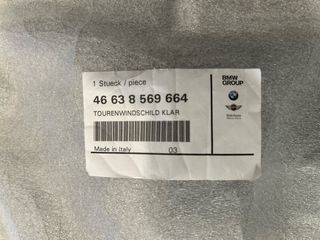 1 Stueck / piece
46 63 8 569 664
TOURENWINDSCHILD KLAR
Made in Italy 03
BMW
GROUP